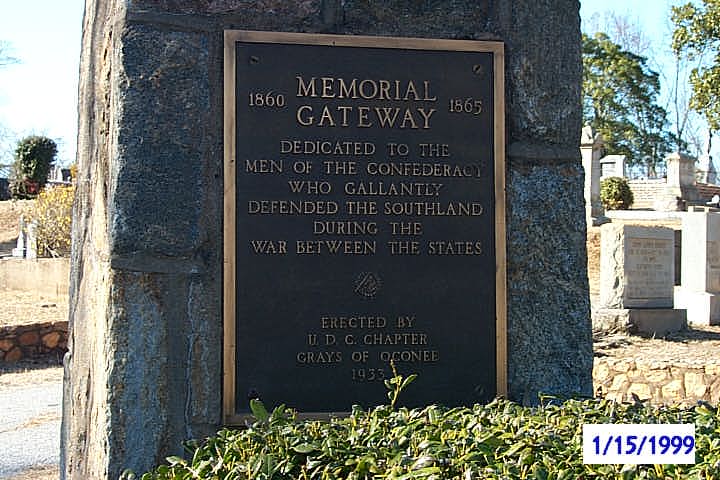 MEMORIAL
1860 GATEWAY 1865
DEDICATED TO THE
MEN OF THE CONFEDERACY
WHO GALLANTLY
DEFENDED THE SOUTHLAND
DURING THE
WAR BETWEEN THE STATES
ERECTED BY
U. D. C. CHAPTER
GRAYS OF OCONEE
1933
1/15/1999